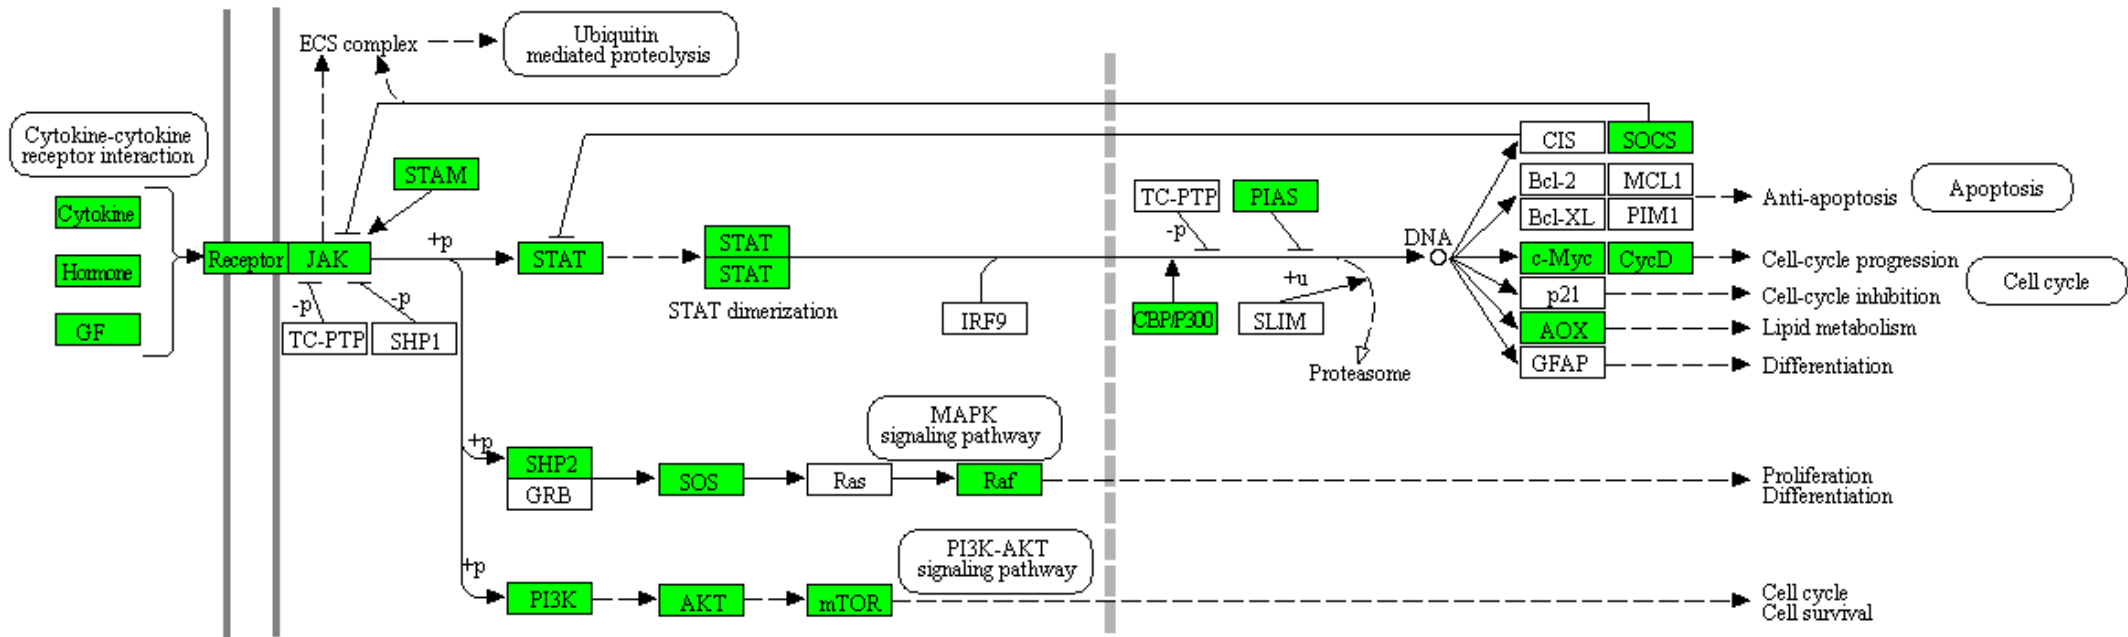 ECS complex
Ubiquitin
mediated proteolysis
Cytokine-cytokine
receptor interaction
Cytokine
Hormone
GF
Receptor
JAK
STAM
+p
-p
-p
TC-PTP
SHP1
STAT
STAT
STAT
STAT dimerization
IRF9
TC-PTP
-p
PIAS
CBP/P300
+u
SLIM
Proteasome
DNA
CIS
SOCS
Bcl-2
MCL1
Bcl-XL
PIM1
c-Myc
CycD
p21
AOX
GFAP
Anti-apoptosis
Apoptosis
Cell-cycle progression
Cell-cycle inhibition
Cell cycle
Lipid metabolism
Differentiation
MAPK
signaling pathway
+p
SHP2
GRB
SOS
Ras
Raf
Proliferation
Differentiation
PI3K-AKT
signaling pathway
+p
PI3K
AKT
mTOR
Cell cycle
Cell survival